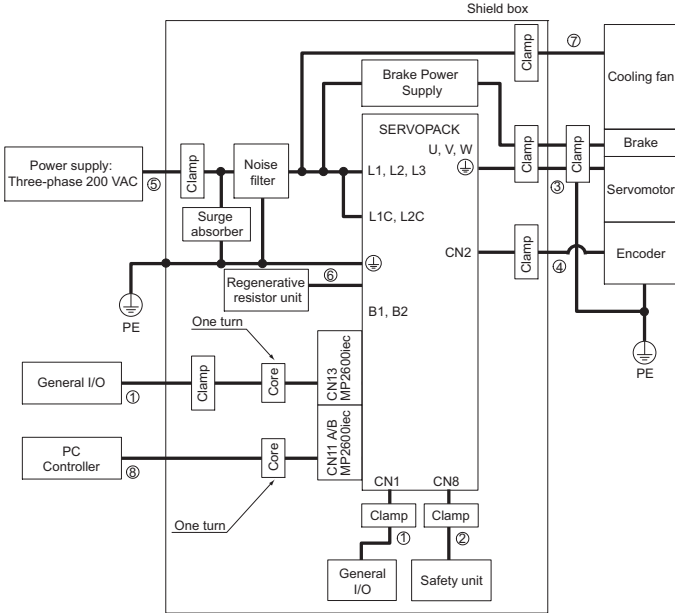 Shield box
⑦
Clamp
Cooling fan
Brake Power
Supply
SERVOPACK
U, V, W
Clamp
Clamp
Brake
Power supply:
Three-phase 200 VAC
⑤
Clamp
Noise
filter
L1, L2, L3
③
Servomotor
Surge
absorber
L1C, L2C
CN2
Clamp
④
Encoder
⑥
Regenerative
resistor unit
PE
B1, B2
One turn
PE
General I/O
①
Clamp
Core
CN13
MP2600iec
PC
Controller
⑧
Core
CN11 A/B
MP2600iec
One turn
CN1
CN8
Clamp
Clamp
①
②
General
I/O
Safety unit